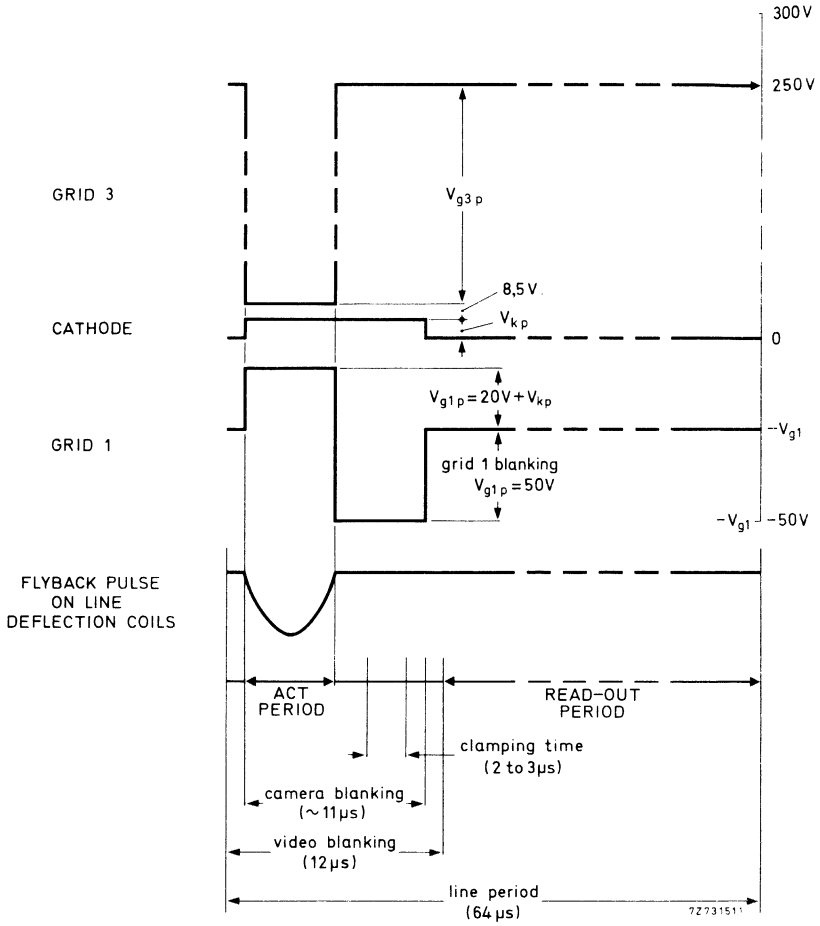 300V
250V
GRID 3
Vg3p
8,5V
CATHODE
Vkp
0
Vg1p=20V+Vkp
-Vg1
GRID 1
grid 1 blanking
Vg1p=50V
-Vg1
-50V
FLYBACK PULSE
ON LINE
DEFLECTION COILS
ACT
PERIOD
READ-OUT
PERIOD
clamping time
(2 to 3µs)
camera blanking
(~11µs)
video blanking
(12µs)
line period
(64µs)
7Z731511